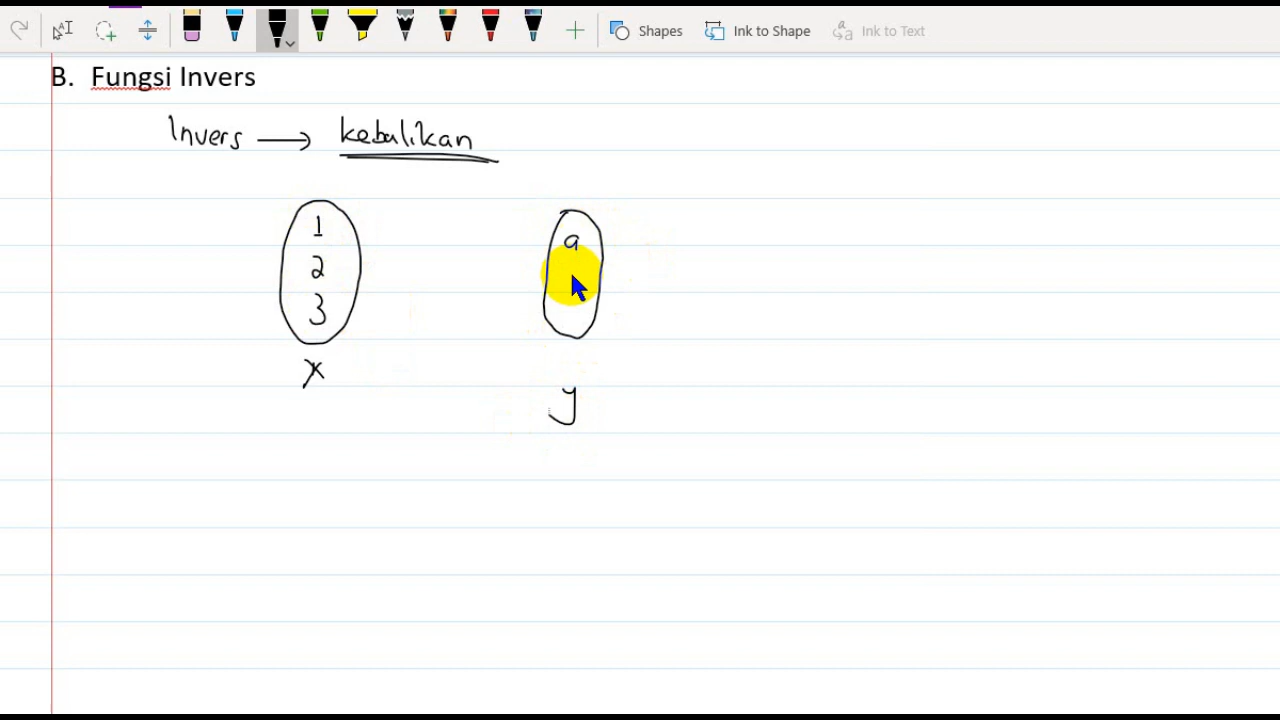 Shapes Ink to Shape Ink to Text
B. Fungsi Invers
Invers → kebalikan
1 a
2
3
x
y